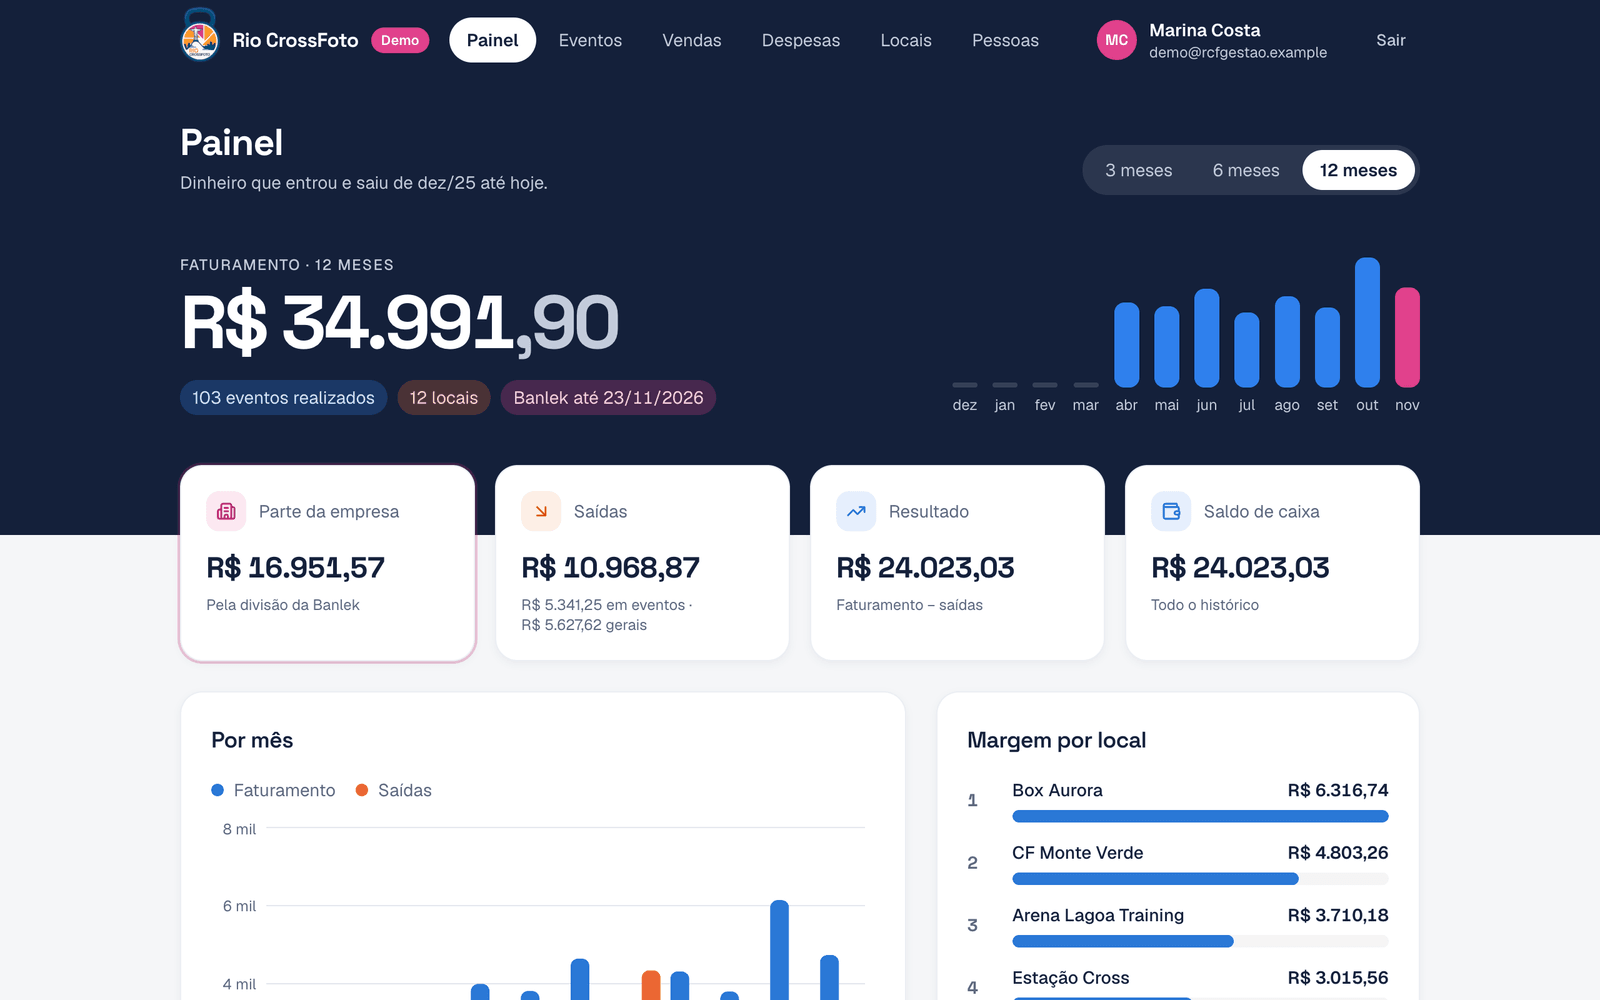 Rio CrossFoto
Demo
Painel
Eventos
Vendas
Despesas
Locais
Pessoas
MC
Marina Costa
demo@rcfgestao.example
Sair
Painel
Dinheiro que entrou e saiu de dez/25 até hoje.
3 meses
6 meses
12 meses
FATURAMENTO · 12 MESES
R$ 34.991,90
103 eventos realizados
12 locais
Banlek até 23/11/2026
dez jan fev mar abr mai jun jul ago set out nov
Parte da empresa
R$ 16.951,57
Pela divisão da Banlek
Saídas
R$ 10.968,87
R$ 5.341,25 em eventos ·
R$ 5.627,62 gerais
Resultado
R$ 24.023,03
Faturamento – saídas
Saldo de caixa
R$ 24.023,03
Todo o histórico
Por mês
Faturamento
Saídas
8 mil
6 mil
4 mil
Margem por local
1 Box Aurora R$ 6.316,74
2 CF Monte Verde R$ 4.803,26
3 Arena Lagoa Training R$ 3.710,18
4 Estação Cross R$ 3.015,56